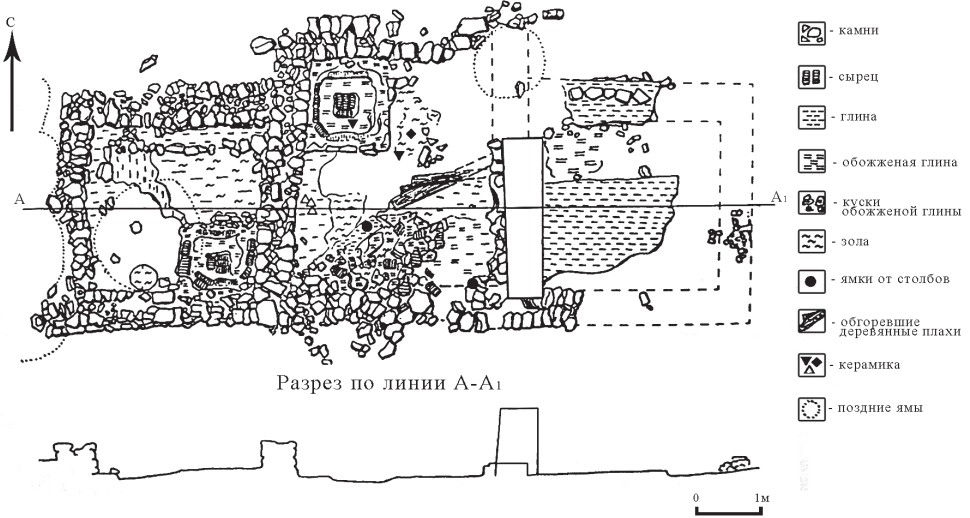 С
- камни
- сырец
- глина
- обожженая глина
- куски
обожженой глины
- зола
- ямки от столбов
- обгоревшие
деревянные плахи
- керамика
- поздние ямы
А
А1
Разрез по линии А-А1
0 1м